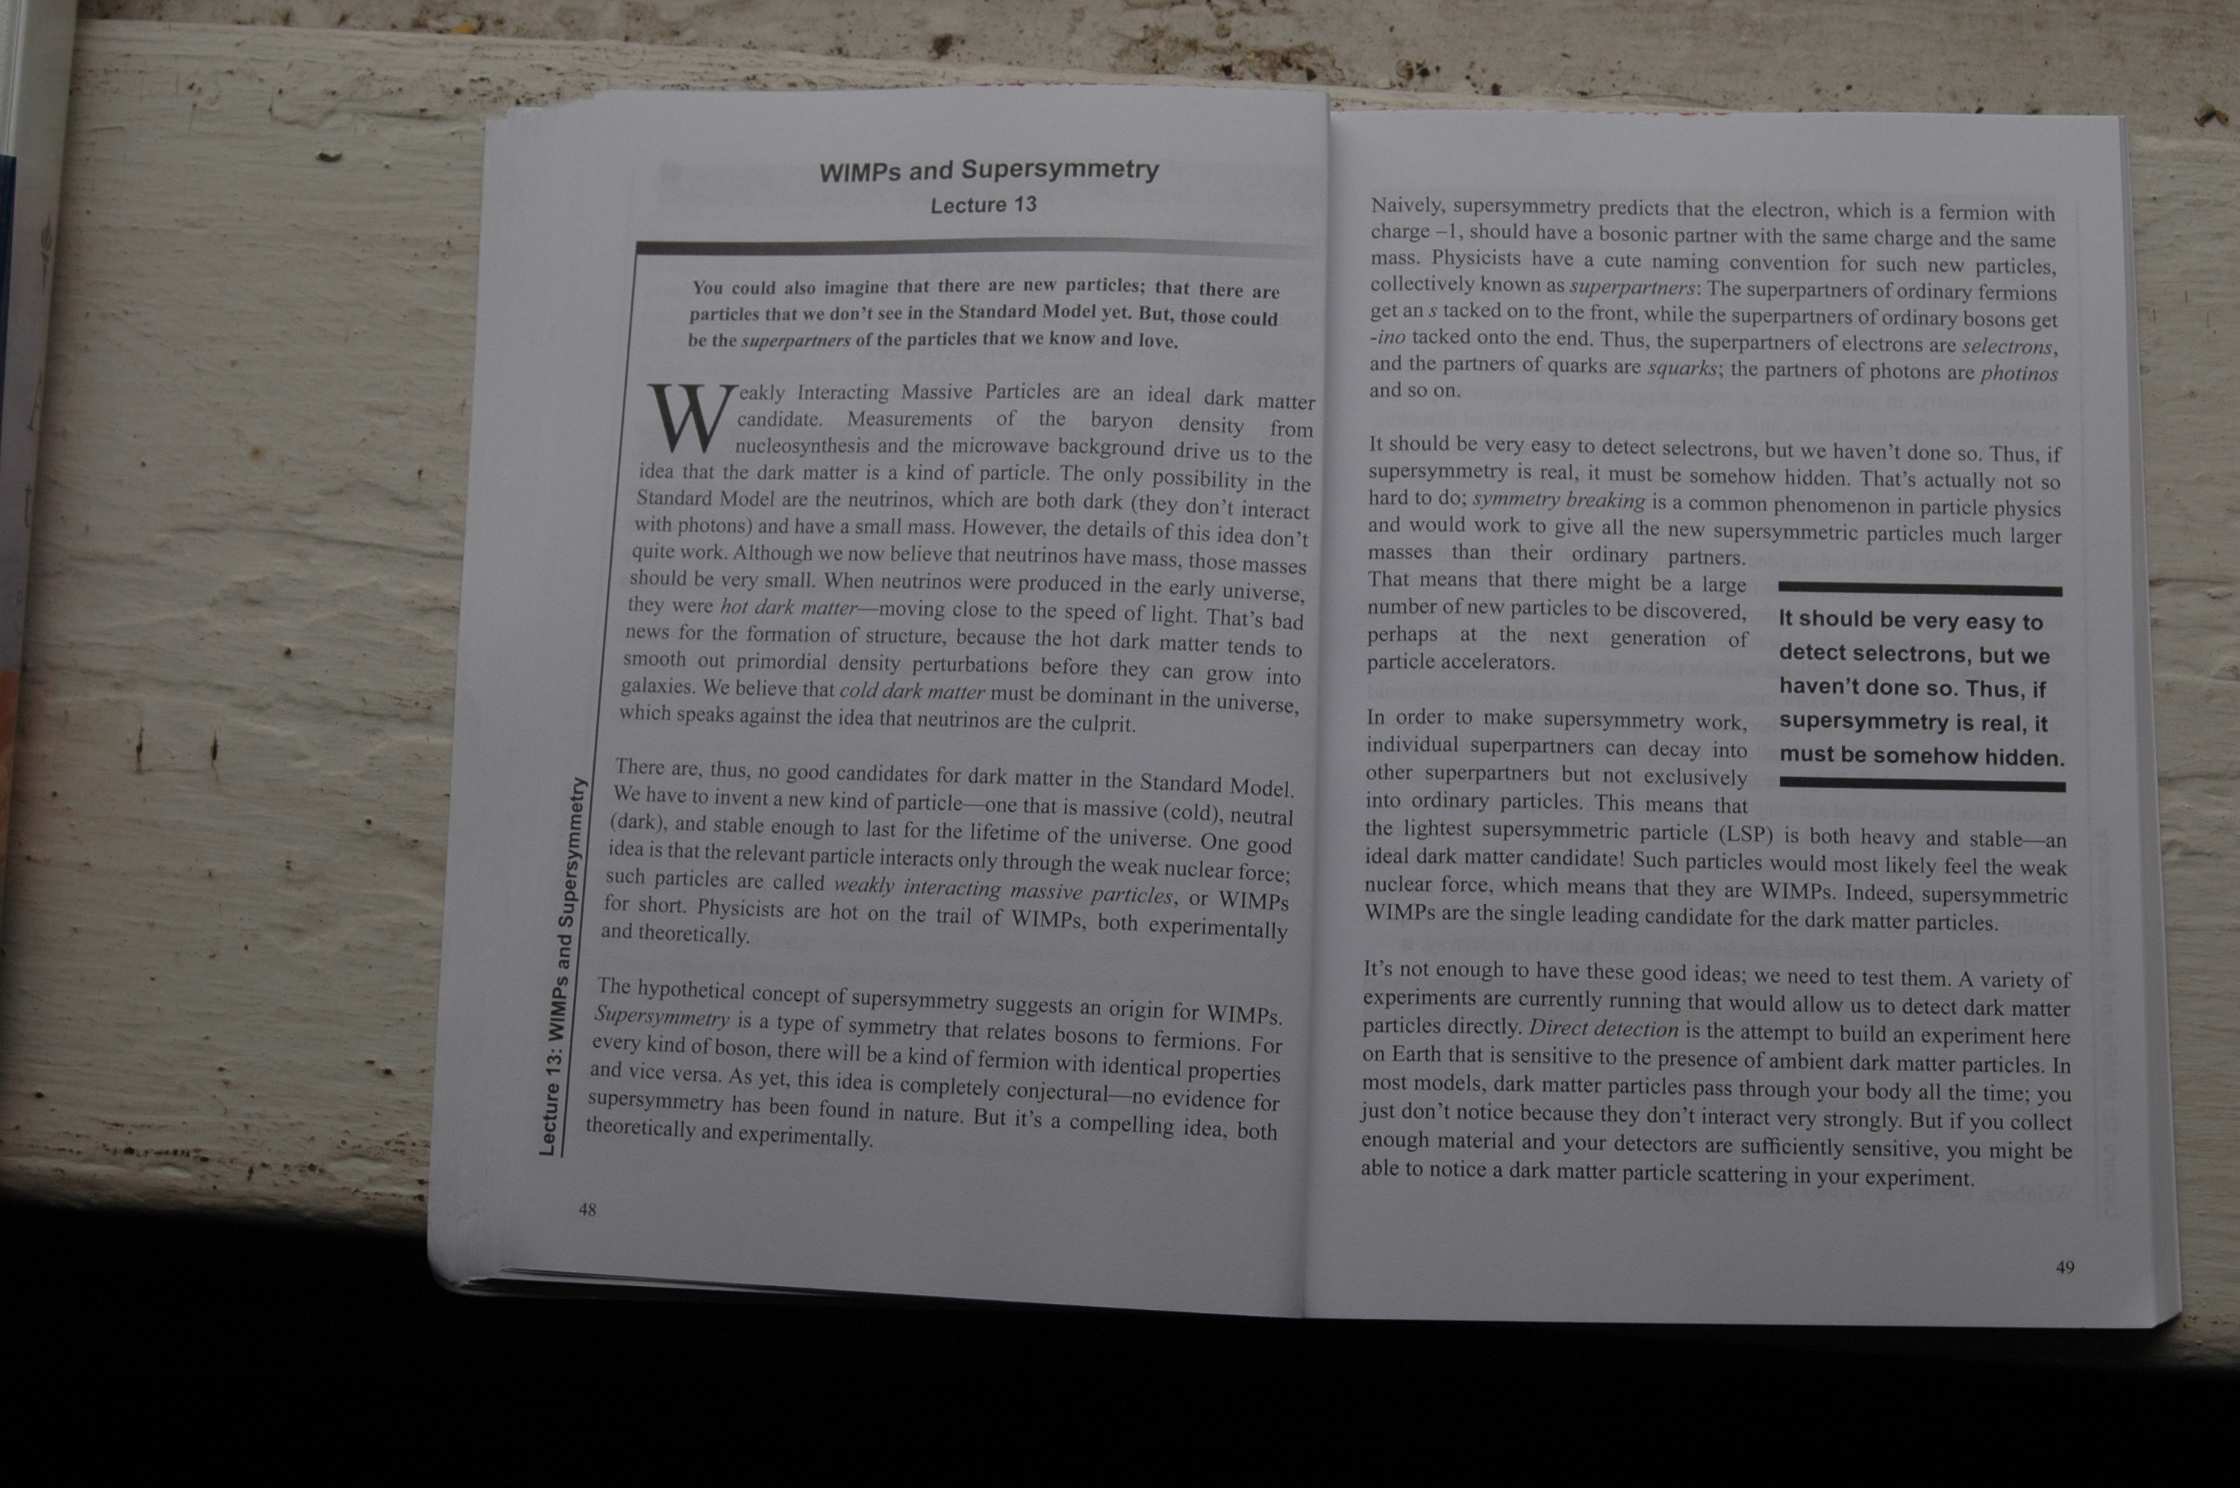 WIMPs and Supersymmetry
Lecture 13
You could also imagine that there are new particles; that there are
particles that we don't see in the Standard Model yet. But, those could
be the superpartners of the particles that we know and love.
Weakly Interacting Massive Particles are an ideal dark matter
candidate. Measurements of the baryon density from
nucleosynthesis and the microwave background drive us to the
idea that the dark matter is a kind of particle. The only possibility in the
Standard Model are the neutrinos, which are both dark (they don't interact
with photons) and have a small mass. However, the details of this idea don't
quite work. Although we now believe that neutrinos have mass, those masses
should be very small. When neutrinos were produced in the early universe,
they were hot dark matter—moving close to the speed of light. That's bad
news for the formation of structure, because the hot dark matter tends to
smooth out primordial density perturbations before they can grow into
galaxies. We believe that cold dark matter must be dominant in the universe,
which speaks against the idea that neutrinos are the culprit.
There are, thus, no good candidates for dark matter in the Standard Model.
We have to invent a new kind of particle—one that is massive (cold), neutral
(dark), and stable enough to last for the lifetime of the universe. One good
idea is that the relevant particle interacts only through the weak nuclear force;
such particles are called weakly interacting massive particles, or WIMPs
for short. Physicists are hot on the trail of WIMPs, both experimentally
and theoretically.
The hypothetical concept of supersymmetry suggests an origin for WIMPs.
Supersymmetry is a type of symmetry that relates bosons to fermions. For
every kind of boson, there will be a kind of fermion with identical properties
and vice versa. As yet, this idea is completely conjectural—no evidence for
supersymmetry has been found in nature. But it's a compelling idea, both
theoretically and experimentally.
Lecture 13: WIMPs and Supersymmetry
48
Naively, supersymmetry predicts that the electron, which is a fermion with
charge –1, should have a bosonic partner with the same charge and the same
mass. Physicists have a cute naming convention for such new particles,
collectively known as superpartners: The superpartners of ordinary fermions
get an s tacked on to the front, while the superpartners of ordinary bosons get
-ino tacked onto the end. Thus, the superpartners of electrons are selectrons,
and the partners of quarks are squarks; the partners of photons are photinos
and so on.
It should be very easy to detect selectrons, but we haven't done so. Thus, if
supersymmetry is real, it must be somehow hidden. That's actually not so
hard to do; symmetry breaking is a common phenomenon in particle physics
and would work to give all the new supersymmetric particles much larger
masses than their ordinary partners.
That means that there might be a large
number of new particles to be discovered,
perhaps at the next generation of
particle accelerators.
It should be very easy to
detect selectrons, but we
haven't done so. Thus, if
supersymmetry is real, it
must be somehow hidden.
In order to make supersymmetry work,
individual superpartners can decay into
other superpartners but not exclusively
into ordinary particles. This means that
the lightest supersymmetric particle (LSP) is both heavy and stable—an
ideal dark matter candidate! Such particles would most likely feel the weak
nuclear force, which means that they are WIMPs. Indeed, supersymmetric
WIMPs are the single leading candidate for the dark matter particles.
It's not enough to have these good ideas; we need to test them. A variety of
experiments are currently running that would allow us to detect dark matter
particles directly. Direct detection is the attempt to build an experiment here
on Earth that is sensitive to the presence of ambient dark matter particles. In
most models, dark matter particles pass through your body all the time; you
just don't notice because they don't interact very strongly. But if you collect
enough material and your detectors are sufficiently sensitive, you might be
able to notice a dark matter particle scattering in your experiment.
49